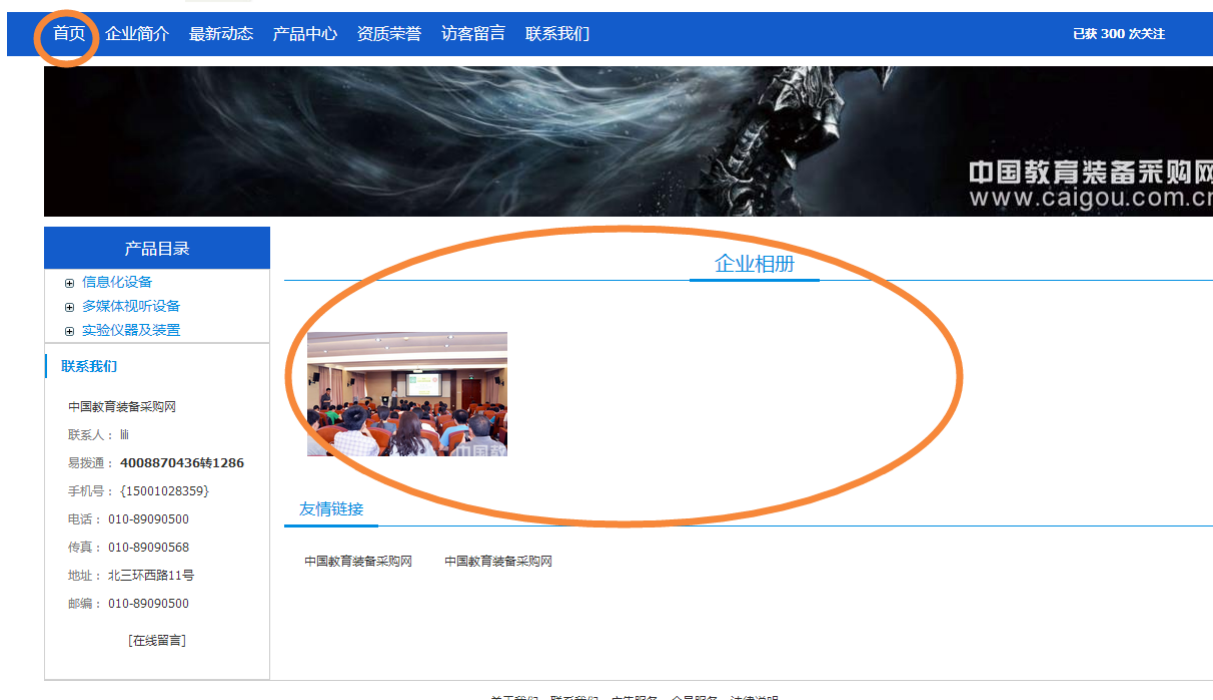 首页 企业简介 最新动态 产品中心 资质荣誉 访客留言 联系我们 已获 300 次关注
中国教育装备采购网
www.caigou.com.cn
产品目录
信息化设备
多媒体视听设备
实验仪器及装置
联系我们
中国教育装备采购网
联系人： lili
易拨通： 4008870436转1286
手机号： {15001028359}
电话： 010-89090500
传真： 010-89090568
地址： 北三环西路11号
邮编： 010-89090500
[在线留言]
企业相册
中国教
友情链接
中国教育装备采购网 中国教育装备采购网